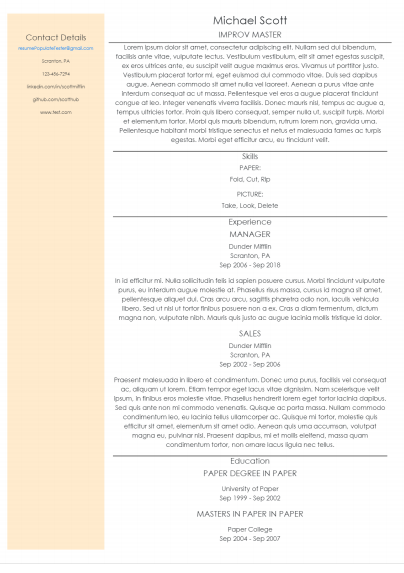 Contact Details
resumePopulateTester@gmail.com
Scranton, PA
123-456-7294
linkedin.com/in/scottmifflin
github.com/scotthub
www.test.com
Michael Scott
IMPROV MASTER
Lorem ipsum dolor sit amet, consectetur adipiscing elit. Nullam sed dui bibendum,
facilisis ante vitae, vulputate lectus. Vestibulum vestibulum, elit sit amet egestas suscipit,
ex eros ultrices ante, eu suscipit velit augue maximus eros. Vivamus ut porttitor justo.
Vestibulum placerat tortor mi, eget euismod dui commodo vitae. Duis sed dapibus
augue. Aenean commodo sit amet nulla vel laoreet. Aenean a purus vitae ante
interdum consequat ac ut massa. Pellentesque vel eros a augue placerat tincidunt
congue at leo. Integer venenatis viverra facilisis. Donec mauris nisl, tempus ac augue a,
tempus ultricies tortor. Proin quis libero consequat, semper nulla ut, suscipit turpis. Morbi
et elementum tortor. Morbi quis mauris bibendum, rutrum lorem non, gravida urna.
Pellentesque habitant morbi tristique senectus et netus et malesuada fames ac turpis
egestas. Morbi eget ex eu tortor tincidunt velit.
Skills
PAPER:
Fold, Cut, Rip
PICTURE:
Take, Look, Delete
Experience
MANAGER
Dunder Mifflin
Scranton, PA
Sep 2006 - Sep 2018
In id efficitur mi. Nulla sollicitudin felis id sapien posuere cursus. Morbi tincidunt vulputate
purus, eu interdum augue molestie at. Phasellus risus massa, cursus id magna sit amet,
pellentesque aliquet dui. Cras arcu arcu, sagittis pharetra odio non, iaculis vehicula
libero. Sed ut nisl ut tortor finibus posuere non a ex. Cras a diam fermentum, dictum
magna non, vulputate nibh. Mauris quis justo ac augue lacinia mollis tristique id dolor.
SALES
Dunder Mifflin
Scranton, PA
Sep 2002 - Sep 2006
Praesent malesuada in libero et condimentum. Donec urna purus, facilisis vel consequat
ac, aliquam at libero. Etiam tempor eget lacus vitae dignissim. Nam scelerisque velit
ipsum, in finibus eros molestie vitae. Phasellus hendrerit lorem eget tortor congue lobortis.
Sed quis ante non mi commodo venenatis. Quisque ac porta massa. Nullam commodo
condimentum leo, eu lacinia tellus ullamcorper ac. Quisque mi tortor, molestie quis
efficitur sit amet, elementum sit amet odio. Aenean quis urna accumsan, volutpat
magna eu, pulvinar nisi. Praesent dapibus, mi et mollis eleifend, massa quam
condimentum tortor, non ornare lacus ligula nec tellus.
Education
PAPER DEGREE IN PAPER
University of Paper
Sep 1999 - Sep 2002
MASTERS IN PAPER IN PAPER
Paper College
Sep 2004 - Sep 2007